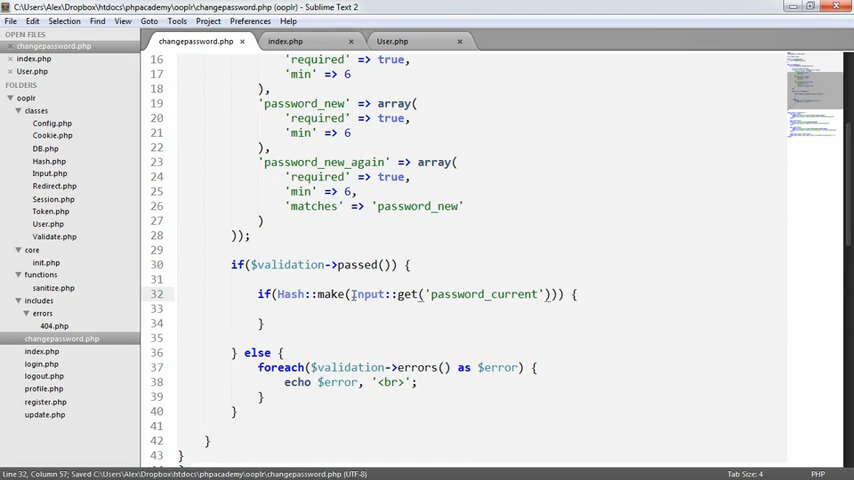 C:\Users\Alex\Dropbox\htdocs\phpacademy\ooplr\changepassword.php (ooplr) - Sublime Text 2
File Edit Selection Find View Goto Tools Project Preferences Help
OPEN FILES
changepassword.php
index.php
User.php
FOLDERS
ooplr
classes
Config.php
Cookie.php
DB.php
Hash.php
Input.php
Redirect.php
Session.php
Token.php
User.php
Validate.php
core
init.php
functions
sanitize.php
includes
errors
404.php
changepassword.php
index.php
login.php
logout.php
profile.php
register.php
update.php
changepassword.php index.php User.php
16 'required' => true,
17 'min' => 6
18 ),
19 'password_new' => array(
20 'required' => true,
21 'min' => 6
22 ),
23 'password_new_again' => array(
24 'required' => true,
25 'min' => 6,
26 'matches' => 'password_new'
27 )
28 ));
29
30 if($validation->passed()) {
31
32 if(Hash::make(Input::get('password_current'))) {
33
34 }
35
36 } else {
37 foreach($validation->errors() as $error) {
38 echo $error, '<br>';
39 }
40 }
41
42 }
43 }
Line 32, Column 57; Saved C:\Users\Alex\Dropbox\htdocs\phpacademy\ooplr\changepassword.php (UTF-8) Tab Size: 4 PHP